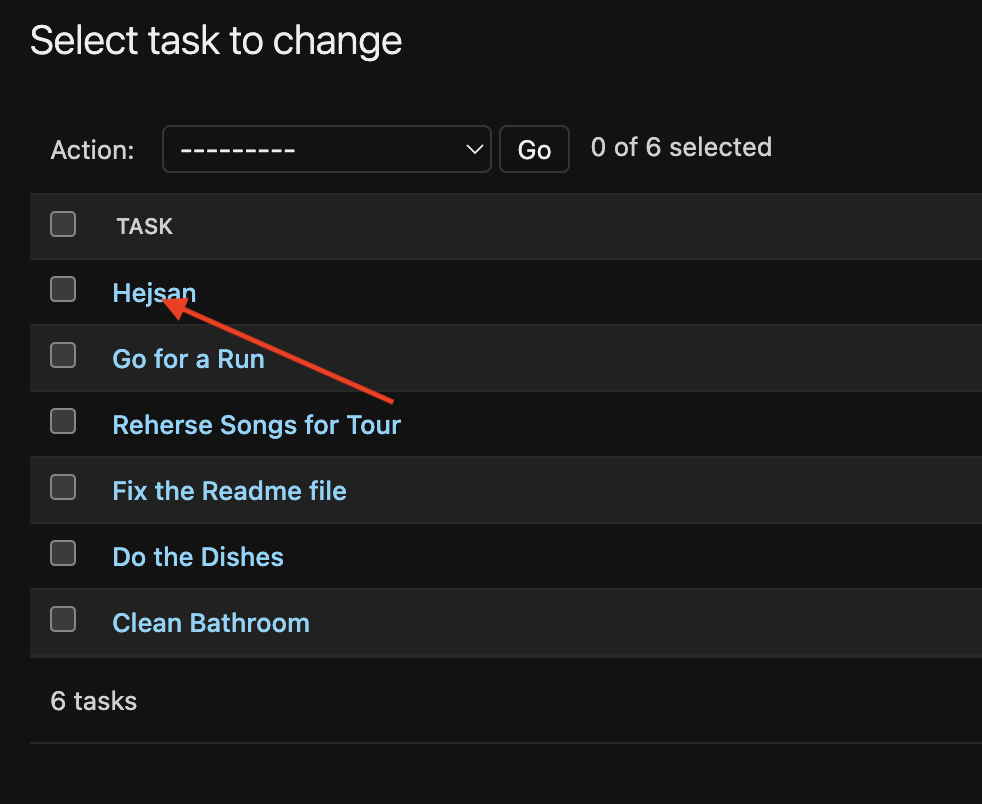 Select task to change
Action: --------- Go 0 of 6 selected
TASK
Hejsan
Go for a Run
Reherse Songs for Tour
Fix the Readme file
Do the Dishes
Clean Bathroom
6 tasks